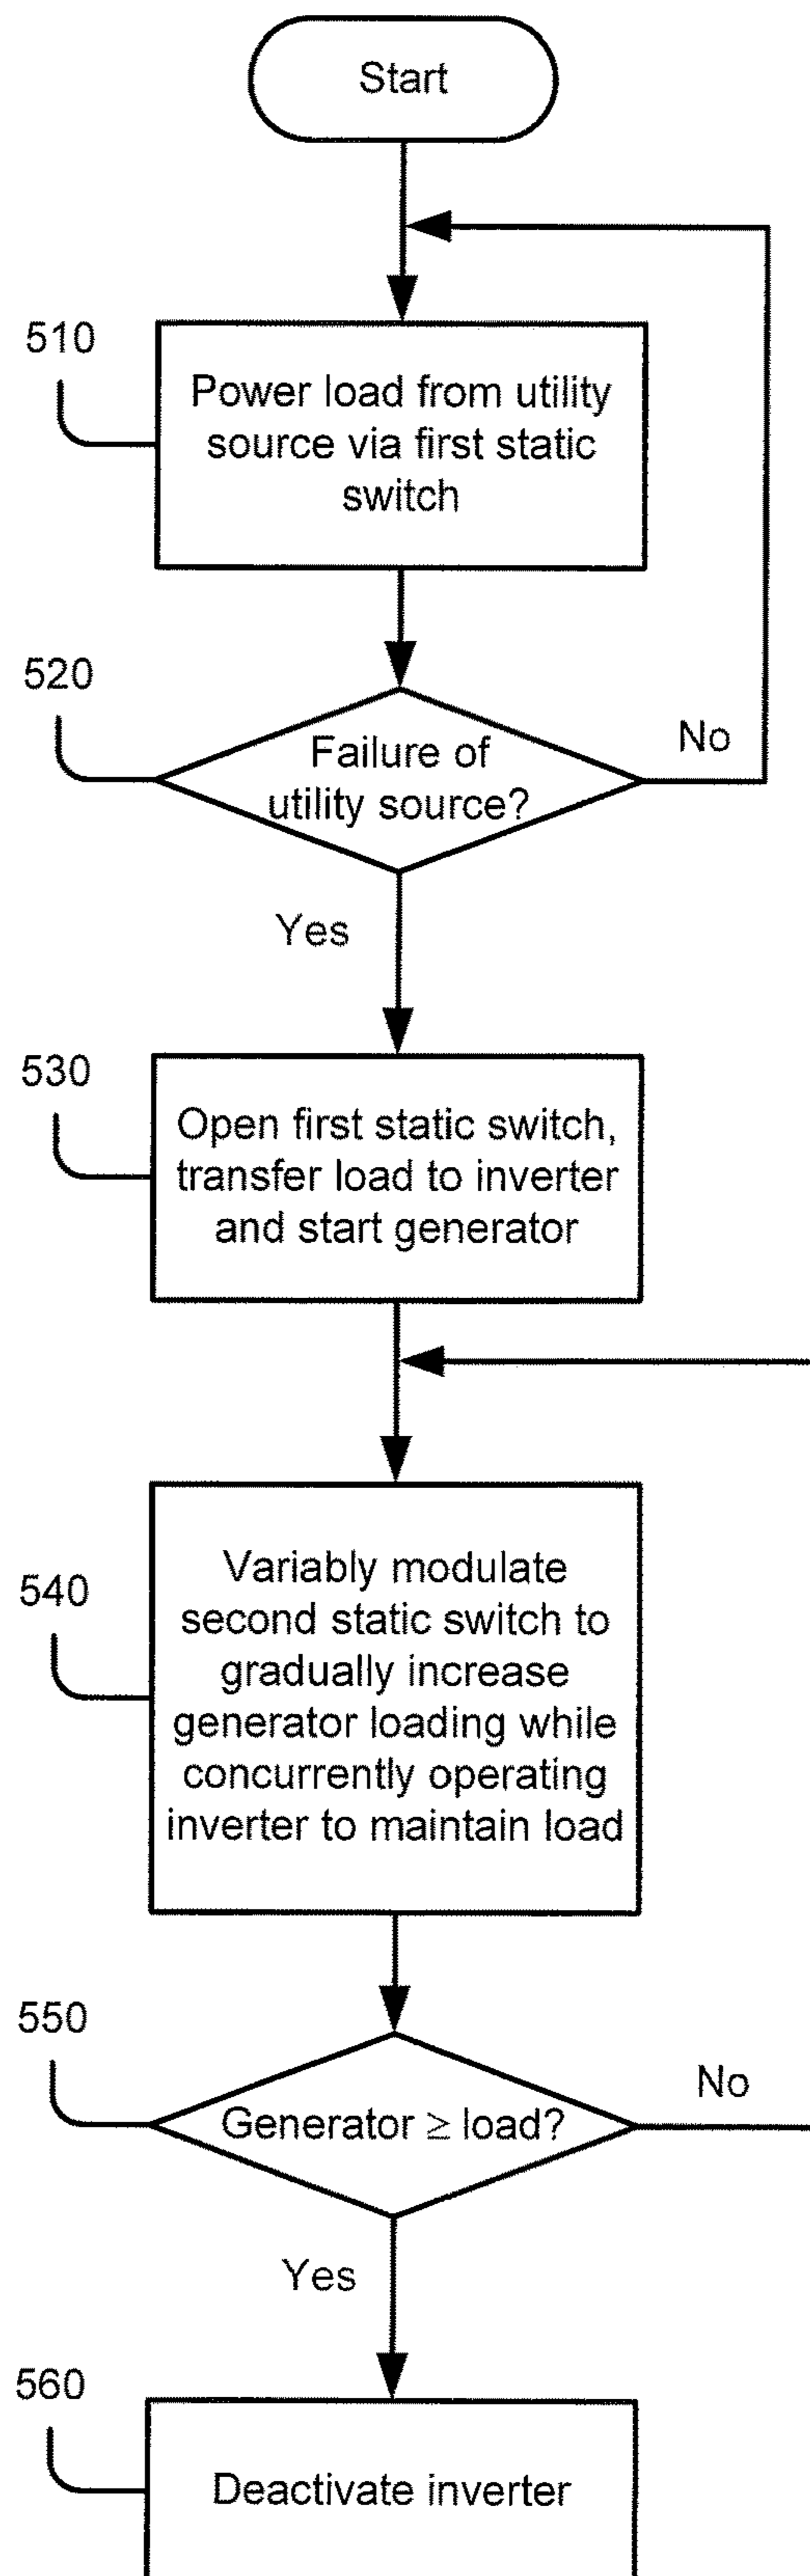 Start
510
Power load from utility
source via first static
switch
520
Failure of
utility source?
No
Yes
530
Open first static switch,
transfer load to inverter
and start generator
540
Variably modulate
second static switch to
gradually increase
generator loading while
concurrently operating
inverter to maintain load
550
Generator ≥ load?
No
Yes
560
Deactivate inverter